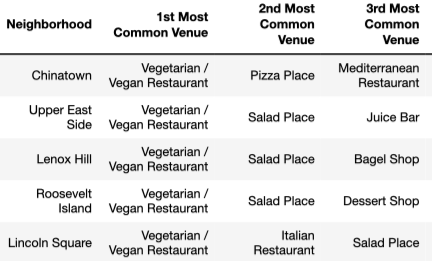 Neighborhood 1st Most Common Venue 2nd Most Common Venue 3rd Most Common Venue
Chinatown Vegetarian / Vegan Restaurant Pizza Place Mediterranean Restaurant
Upper East Side Vegetarian / Vegan Restaurant Salad Place Juice Bar
Lenox Hill Vegetarian / Vegan Restaurant Salad Place Bagel Shop
Roosevelt Island Vegetarian / Vegan Restaurant Salad Place Dessert Shop
Lincoln Square Vegetarian / Vegan Restaurant Italian Restaurant Salad Place